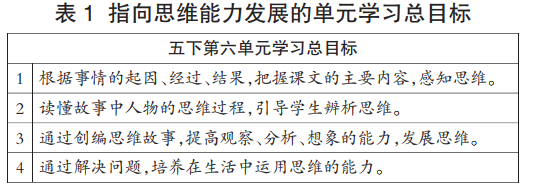 表1 指向思维能力发展的单元学习总目标
五下第六单元学习总目标
1 根据事情的起因、经过、结果,把握课文的主要内容,感知思维。
2 读懂故事中人物的思维过程,引导学生辨析思维。
3 通过创编思维故事,提高观察、分析、想象的能力,发展思维。
4 通过解决问题,培养在生活中运用思维的能力。